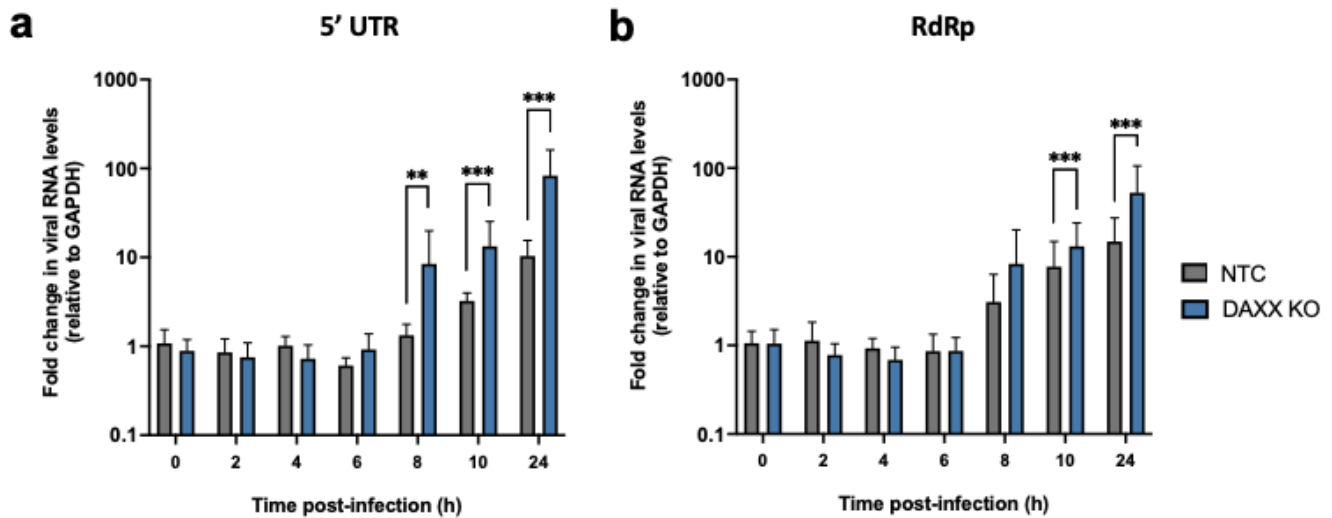 a
5’ UTR
Fold change in viral RNA levels
(relative to GAPDH)
1000
100
10
1
0.1
**
***
***
0
2
4
6
8
10
24
Time post-infection (h)
b
RdRp
Fold change in viral RNA levels
(relative to GAPDH)
1000
100
10
1
0.1
***
***
0
2
4
6
8
10
24
Time post-infection (h)
NTC
DAXX KO